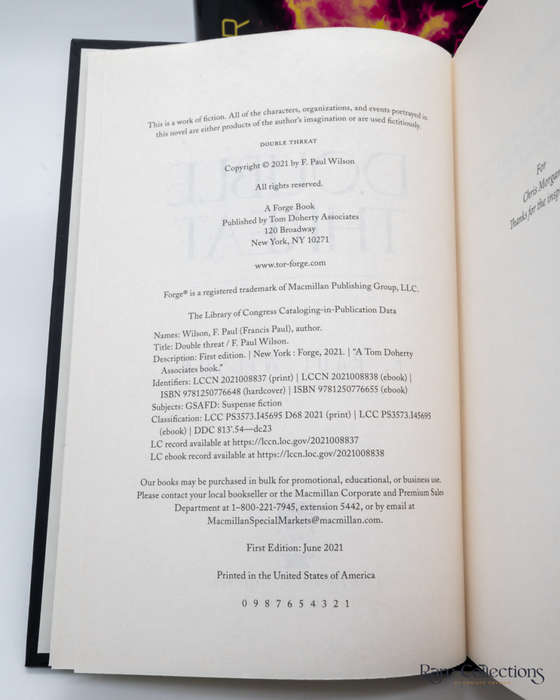 This is a work of fiction. All of the characters, organizations, and events portrayed in
this novel are either products of the author's imagination or are used fictitiously.
DOUBLE THREAT
Copyright © 2021 by F. Paul Wilson
All rights reserved.
A Forge Book
Published by Tom Doherty Associates
120 Broadway
New York, NY 10271
www.tor-forge.com
Forge® is a registered trademark of Macmillan Publishing Group, LLC.
The Library of Congress Cataloging-in-Publication Data
Names: Wilson, F. Paul (Francis Paul), author.
Title: Double threat / F. Paul Wilson.
Description: First edition. | New York : Forge, 2021. | "A Tom Doherty
Associates book."
Identifiers: LCCN 2021008837 (print) | LCCN 2021008838 (ebook) |
ISBN 9781250776648 (hardcover) | ISBN 9781250776655 (ebook)
Subjects: GSAFD: Suspense fiction
Classification: LCC PS3573.I45695 D68 2021 (print) | LCC PS3573.I45695
(ebook) | DDC 813'.54—dc23
LC record available at https://lccn.loc.gov/2021008837
LC ebook record available at https://lccn.loc.gov/2021008838
Our books may be purchased in bulk for promotional, educational, or business use.
Please contact your local bookseller or the Macmillan Corporate and Premium Sales
Department at 1-800-221-7945, extension 5442, or by email at
MacmillanSpecialMarkets@macmillan.com.
First Edition: June 2021
Printed in the United States of America
0 9 8 7 6 5 4 3 2 1
For
Chris Morgan
Thanks for the
Rare Collections